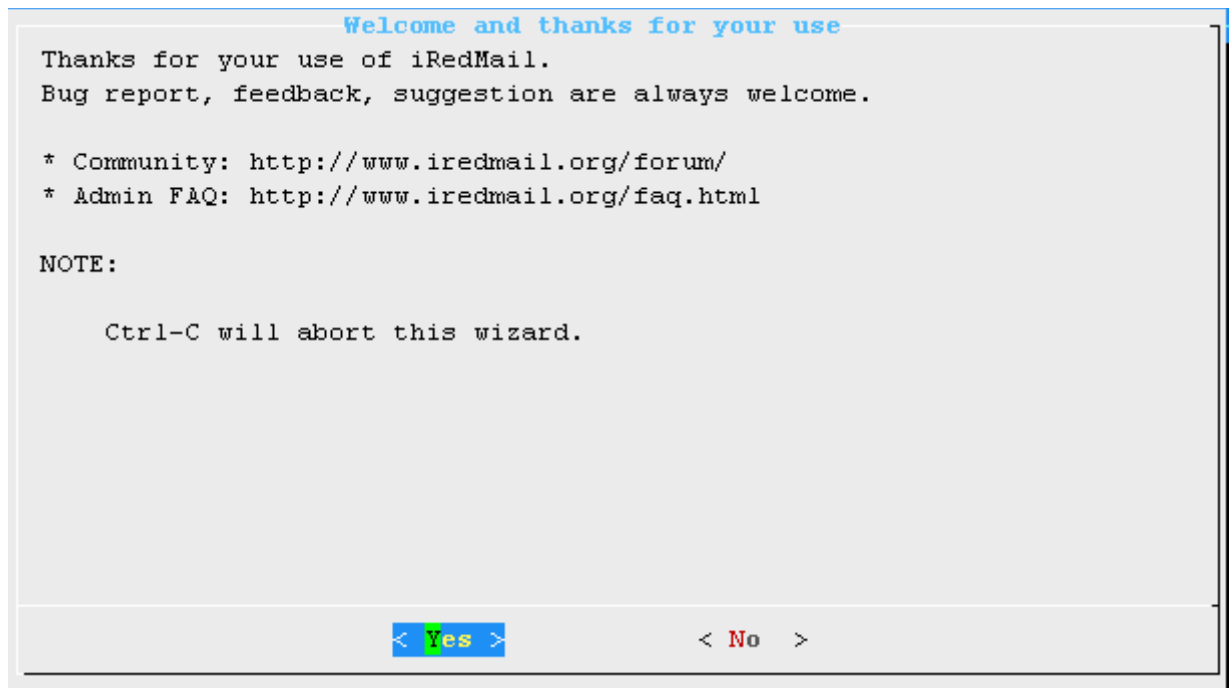 Welcome and thanks for your use
Thanks for your use of iRedMail.
Bug report, feedback, suggestion are always welcome.
* Community: http://www.iredmail.org/forum/
* Admin FAQ: http://www.iredmail.org/faq.html
NOTE:
Ctrl-C will abort this wizard.
< Yes > < No >